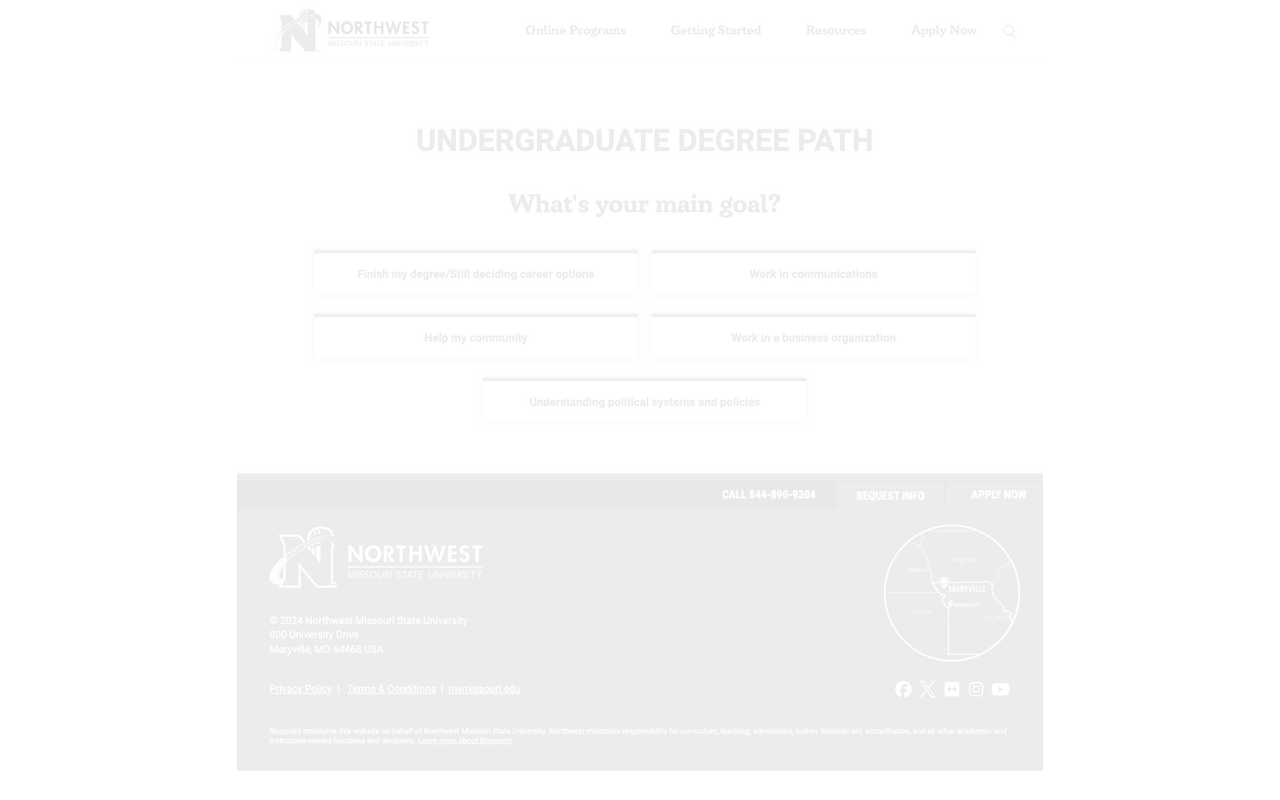 NORTHWEST
MISSOURI STATE UNIVERSITY
Online Programs
Getting Started
Resources
Apply Now
UNDERGRADUATE DEGREE PATH
What's your main goal?
Finish my degree/Still deciding career options
Work in communications
Help my community
Work in a business organization
Understanding political systems and policies
CALL 844-890-9304
REQUEST INFO
APPLY NOW
NORTHWEST
MISSOURI STATE UNIVERSITY
MARYVILLE
KANSAS CITY
© 2024 Northwest Missouri State University
800 University Drive
Maryville, MO 64468 USA
Privacy Policy | Terms & Conditions | nwmissouri.edu
Risepoint maintains this website on behalf of Northwest Missouri State University. Northwest maintains responsibility for curriculum, teaching, admissions, tuition, financial aid, accreditation, and all other academic- and
instruction-related functions and decisions. Learn more about Risepoint.